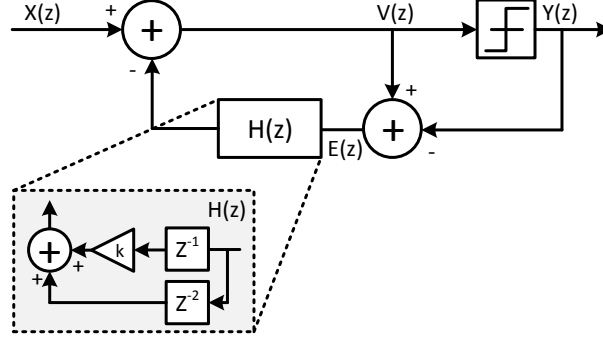 X(z)
+
+
V(z)
Y(z)
-
+
+
-
H(z)
E(z)
H(z)
+
+
k
Z⁻¹
+
Z⁻²